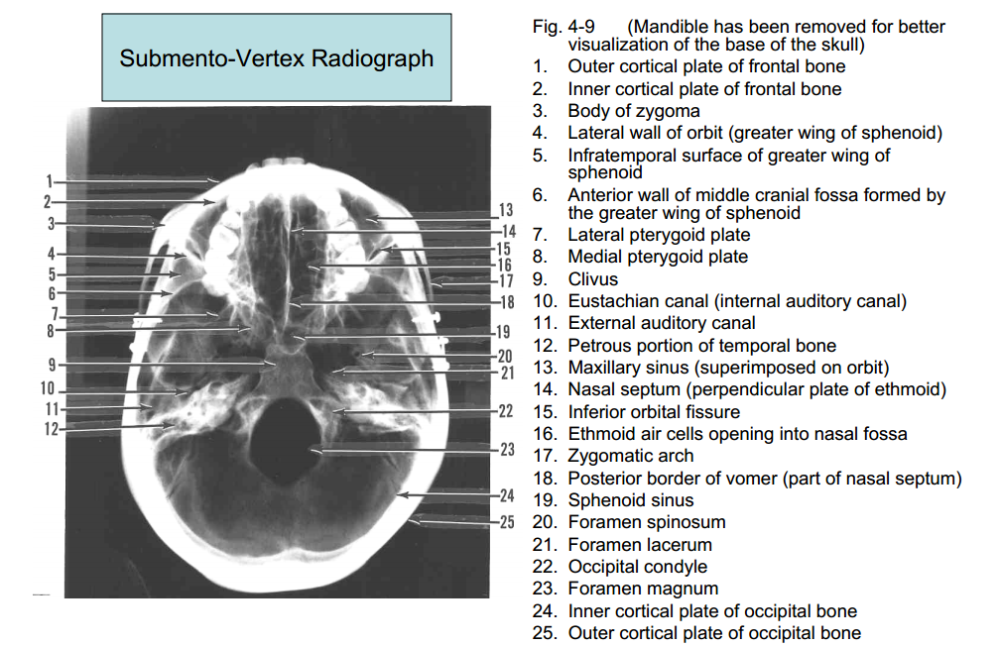 Submento-Vertex Radiograph
1
2
3
4
5
6
7
8
9
10
11
12
13
14
15
16
17
18
19
20
21
22
23
24
25
Fig. 4-9 (Mandible has been removed for better
visualization of the base of the skull)
1. Outer cortical plate of frontal bone
2. Inner cortical plate of frontal bone
3. Body of zygoma
4. Lateral wall of orbit (greater wing of sphenoid)
5. Infratemporal surface of greater wing of
sphenoid
6. Anterior wall of middle cranial fossa formed by
the greater wing of sphenoid
7. Lateral pterygoid plate
8. Medial pterygoid plate
9. Clivus
10. Eustachian canal (internal auditory canal)
11. External auditory canal
12. Petrous portion of temporal bone
13. Maxillary sinus (superimposed on orbit)
14. Nasal septum (perpendicular plate of ethmoid)
15. Inferior orbital fissure
16. Ethmoid air cells opening into nasal fossa
17. Zygomatic arch
18. Posterior border of vomer (part of nasal septum)
19. Sphenoid sinus
20. Foramen spinosum
21. Foramen lacerum
22. Occipital condyle
23. Foramen magnum
24. Inner cortical plate of occipital bone
25. Outer cortical plate of occipital bone